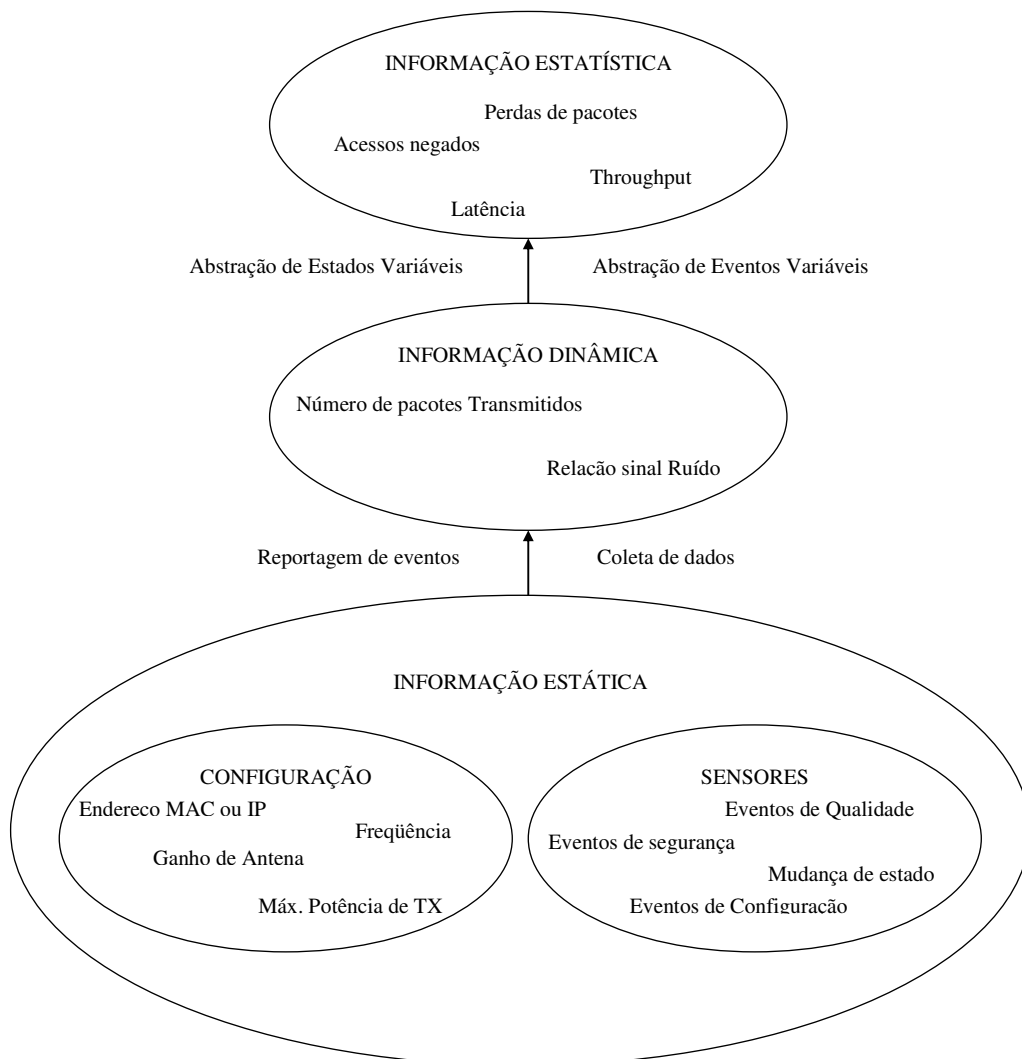 INFORMAÇÃO ESTATÍSTICA
Perdas de pacotes
Acessos negados
Throughput
Latência
Abstração de Estados Variáveis
Abstração de Eventos Variáveis
INFORMAÇÃO DINÂMICA
Número de pacotes Transmitidos
Relacão sinal Ruído
Reportagem de eventos
Coleta de dados
INFORMAÇÃO ESTÁTICA
CONFIGURAÇÃO
Endereco MAC ou IP
Freqüência
Ganho de Antena
Máx. Potência de TX
SENSORES
Eventos de Qualidade
Eventos de segurança
Mudança de estado
Eventos de Configuracão